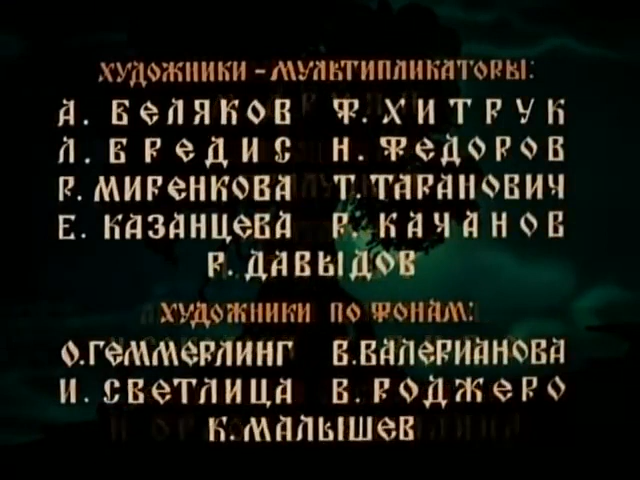 ХУДОЖНИКИ-МУЛЬТИПЛИКАТОРЫ:
А. БЕЛЯКОВ Ф. ХИТРУК
Л. БРЕДИС Н. ФЕДОРОВ
Р. МИРЕНКОВА Т. ТАРАНОВИЧ
Е. КАЗАНЦЕВА Р. КАЧАНОВ
Р. ДАВЫДОВ
ХУДОЖНИКИ ПО ФОНАМ:
О. ГЕММЕРЛИНГ В. ВАЛЕРИАНОВА
И. СВЕТЛИЦА В. РОДЖЕРО
К. МАЛЫШЕВ